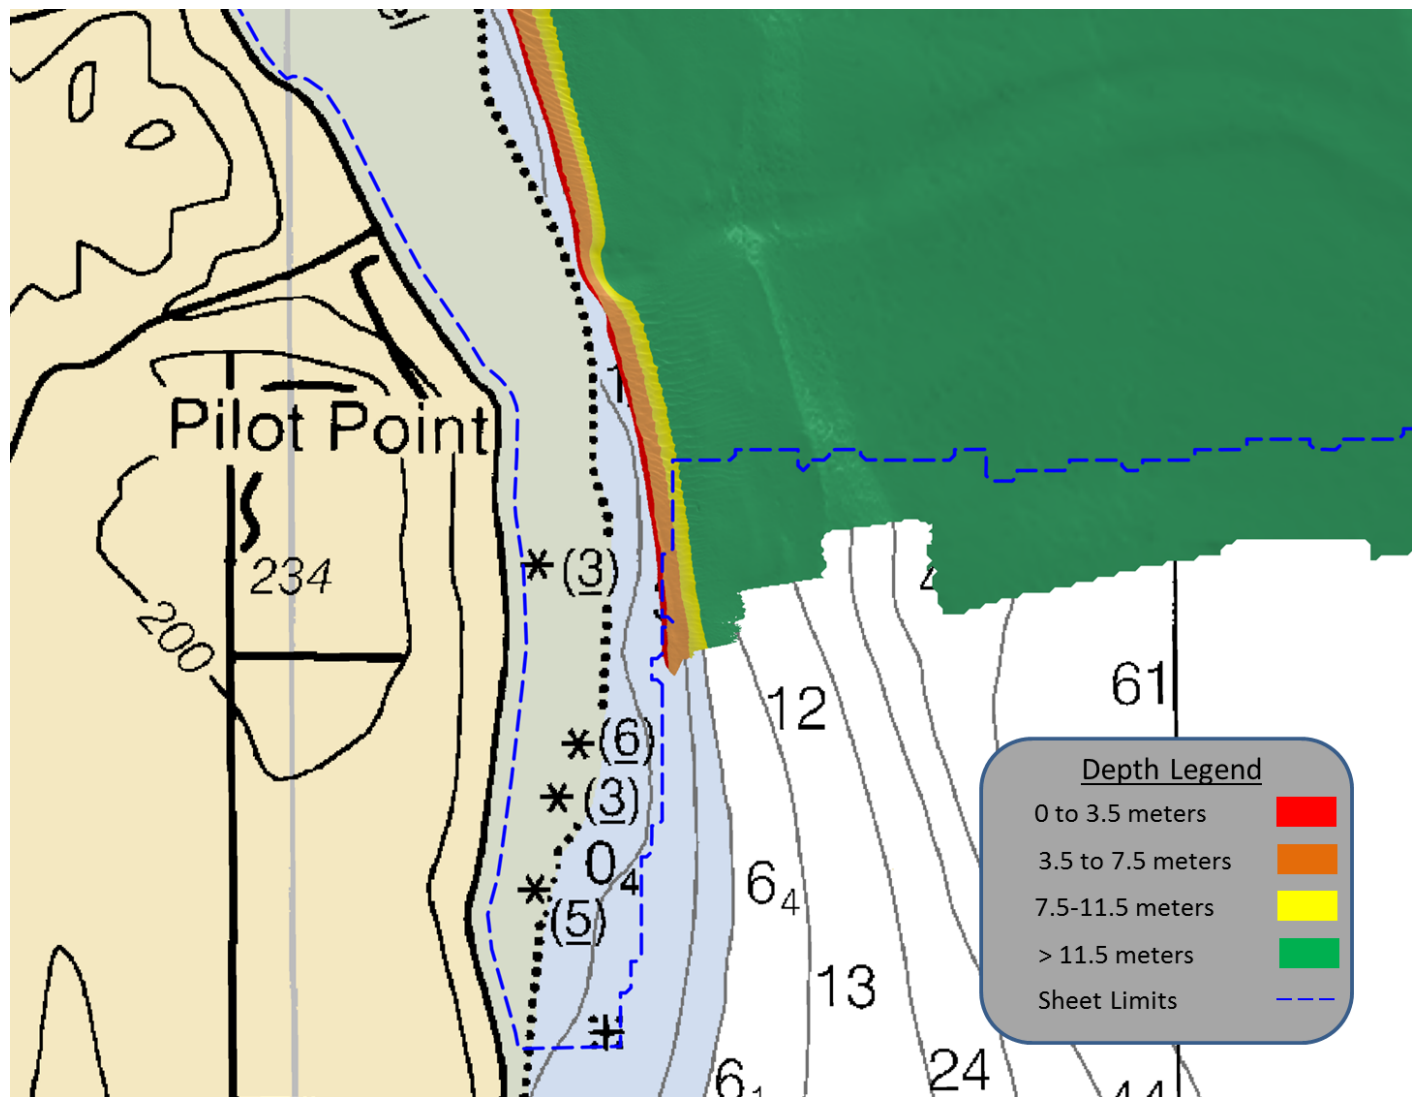 Pilot Point
234
(3)
200
61
12
(6)
(3)
0₄
6₄
(5)
13
24
6₁
44
Depth Legend
0 to 3.5 meters
3.5 to 7.5 meters
7.5-11.5 meters
> 11.5 meters
Sheet Limits